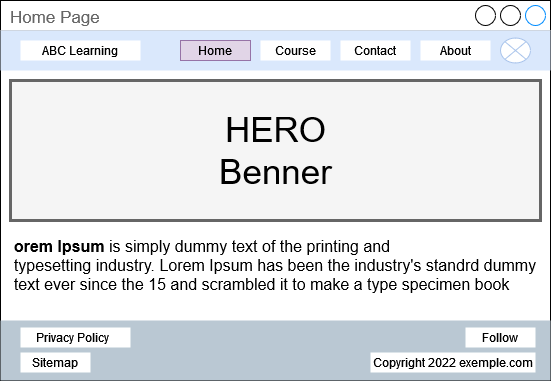 Home Page
ABC Learning Home Course Contact About
HERO
Benner
orem Ipsum is simply dummy text of the printing and
typesetting industry. Lorem Ipsum has been the industry's standrd dummy
text ever since the 15 and scrambled it to make a type specimen book
Privacy Policy Follow
Sitemap Copyright 2022 exemple.com